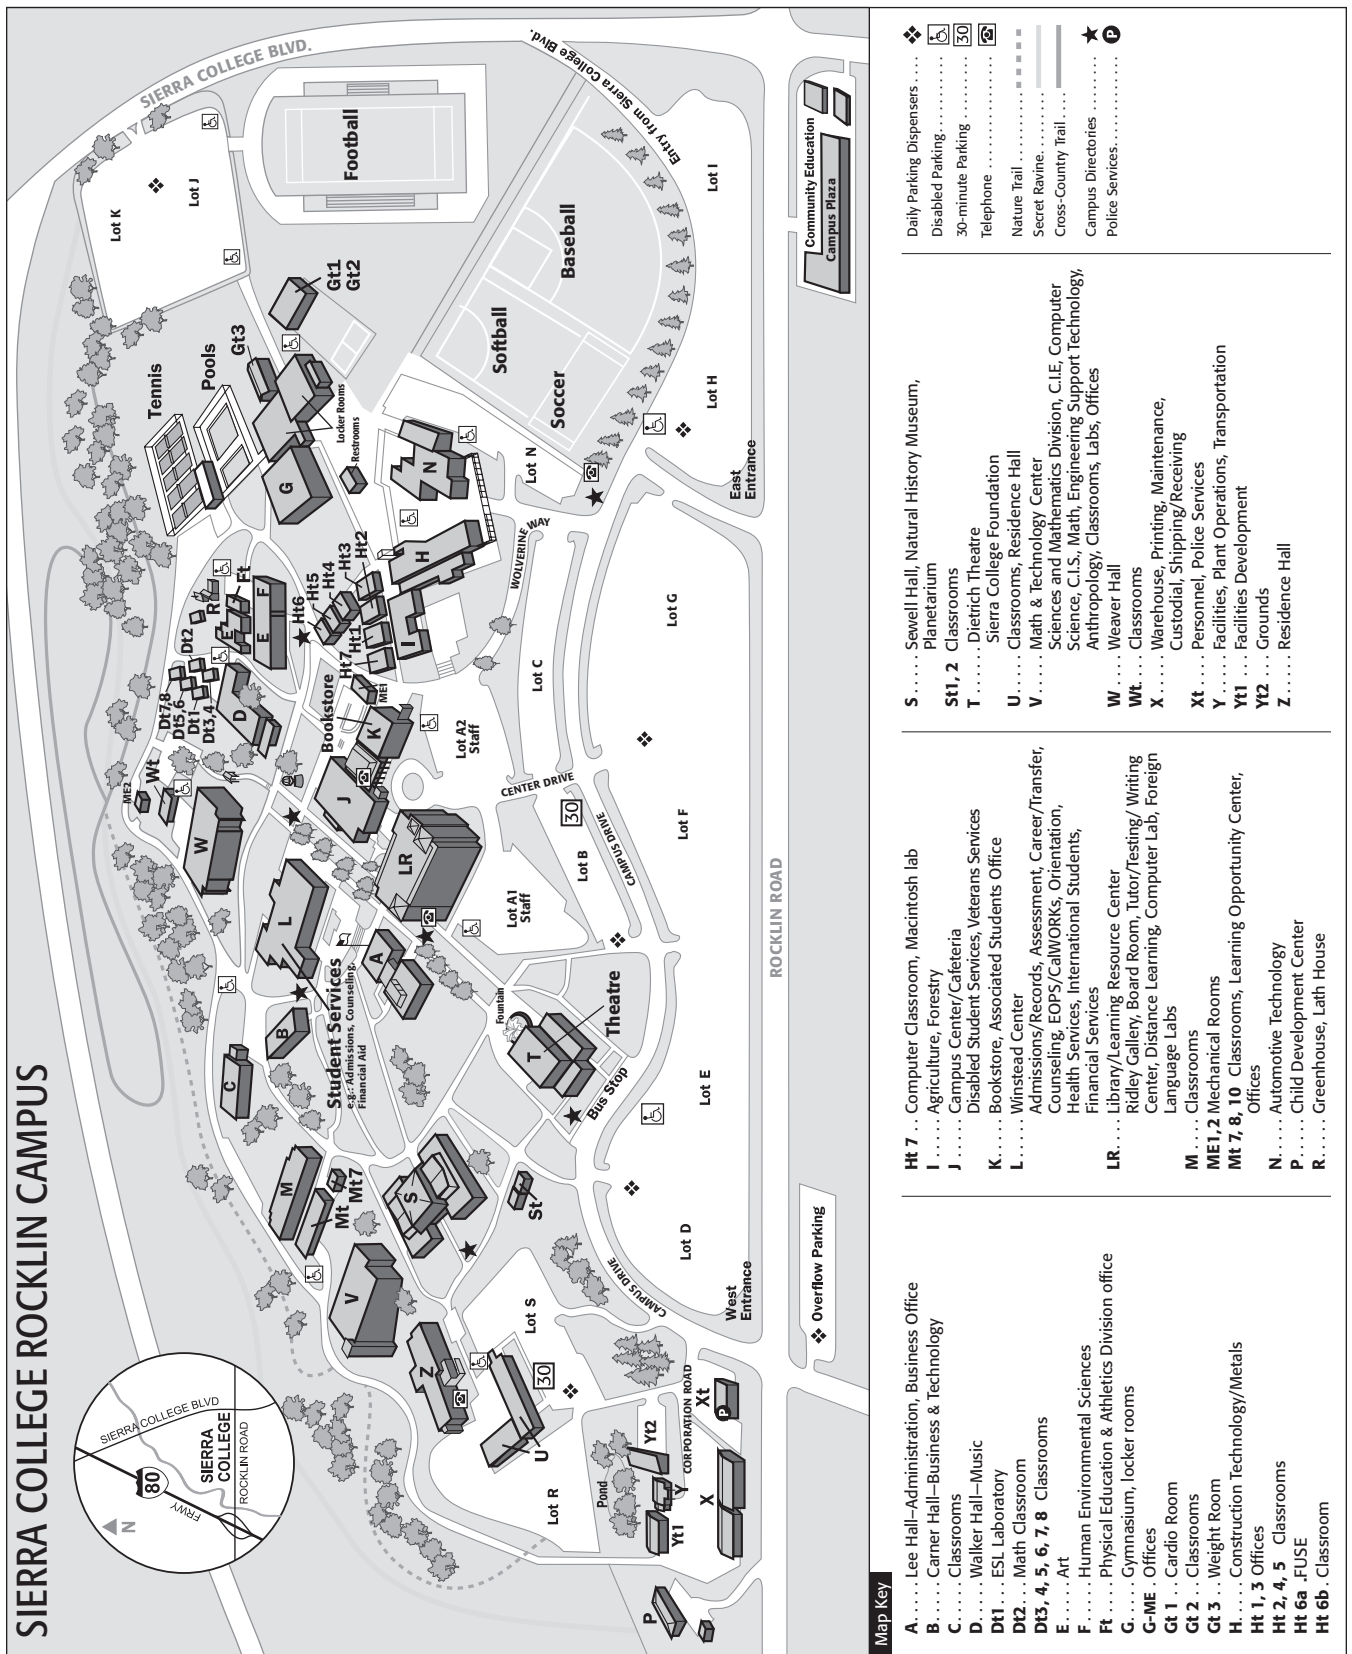 SIERRA COLLEGE ROCKLIN CAMPUS
N
80
FRWY
SIERRA COLLEGE BLVD
SIERRA
COLLEGE
ROCKLIN ROAD
SIERRA COLLEGE BLVD.
Entry from Sierra College Blvd.
Lot K
Lot J
Football
Tennis
Pools
Gt3
Gt1
Gt2
Locker Rooms
Restrooms
G
Softball
Baseball
Soccer
N
Lot N
Lot I
Lot H
East
Entrance
R
Ft
E
E
F
Dt2
Dt7,8
Dt5,6
Dt1
Dt3,4
D
Ht6
Ht5
Ht4
Ht3
Ht2
Ht1
Ht7
H
I
WOLVERINE WAY
Lot C
Lot G
ME2
Wt
W
Bookstore
ME1
K
J
Lot A2
Staff
CENTER DRIVE
30
CAMPUS DRIVE
Lot B
Lot F
L
LR
Lot A1
Staff
A
Student Services
e.g.: Admissions, Counseling,
Financial Aid
B
C
Fountain
T
Theatre
Bus Stop
Lot E
M
Mt
Mt7
S
St
V
Lot D
CAMPUS DRIVE
West
Entrance
Lot S
Z
30
U
Lot R
Pond
Yt2
Y
Yt1
CORPORATION ROAD
Xt
P
X
P
ROCKLIN ROAD
Overflow Parking
Community Education
Campus Plaza
Map Key
A . . . . Lee Hall–Administration, Business Office
B . . . . Carner Hall–Business & Technology
C . . . . Classrooms
D . . . . Walker Hall–Music
Dt1 . . . ESL Laboratory
Dt2 . . . Math Classroom
Dt3, 4, 5, 6, 7, 8 Classrooms
E . . . . Art
F . . . . Human Environmental Sciences
Ft . . . . Physical Education & Athletics Division office
G . . . . Gymnasium, locker rooms
G-ME Offices
Gt 1 . . Cardio Room
Gt 2 . . Classrooms
Gt 3 . . Weight Room
H . . . . Construction Technology/Metals
Ht 1, 3 Offices
Ht 2, 4, 5 Classrooms
Ht 6a .FUSE
Ht 6b . Classroom
Ht 7 . . Computer Classroom, Macintosh lab
I . . . . . Agriculture, Forestry
J . . . . . Campus Center/Cafeteria
Disabled Student Services, Veterans Services
K . . . . . Bookstore, Associated Students Office
L . . . . . Winstead Center
Admissions/Records, Assessment, Career/Transfer,
Counseling, EOPS/CalWORKs, Orientation,
Health Services, International Students,
Financial Services
LR . . . . Library/Learning Resource Center
Ridley Gallery, Board Room, Tutor/Testing/ Writing
Center, Distance Learning, Computer Lab, Foreign
Language Labs
M . . . . Classrooms
ME1, 2 Mechanical Rooms
Mt 7, 8, 10 Classrooms, Learning Opportunity Center,
Offices
N . . . . Automotive Technology
P . . . . . Child Development Center
R . . . . . Greenhouse, Lath House
S . . . . . Sewell Hall, Natural History Museum,
Planetarium
St1, 2 Classrooms
T . . . . . Dietrich Theatre
Sierra College Foundation
U . . . . . Classrooms, Residence Hall
V . . . . . Math & Technology Center
Sciences and Mathematics Division, C.I.E, Computer
Science, C.I.S., Math, Engineering Support Technology,
Anthropology, Classrooms, Labs, Offices
W . . . . Weaver Hall
Wt. . . . Classrooms
X . . . . . Warehouse, Printing, Maintenance,
Custodial, Shipping/Receiving
Xt . . . . Personnel, Police Services
Y . . . . . Facilities, Plant Operations, Transportation
Yt1 . . . Facilities Development
Yt2 . . . Grounds
Z . . . . . Residence Hall
Daily Parking Dispensers . . . .
Disabled Parking. . . . . . . . . .
30-minute Parking . . . . . . . . 30
Telephone . . . . . . . . . . . . . .
Nature Trail . . . . . . . . . .
Secret Ravine. . . . . . . . .
Cross-Country Trail . . . .
Campus Directories . . . . . . .
Police Services. . . . . . . . . . . P